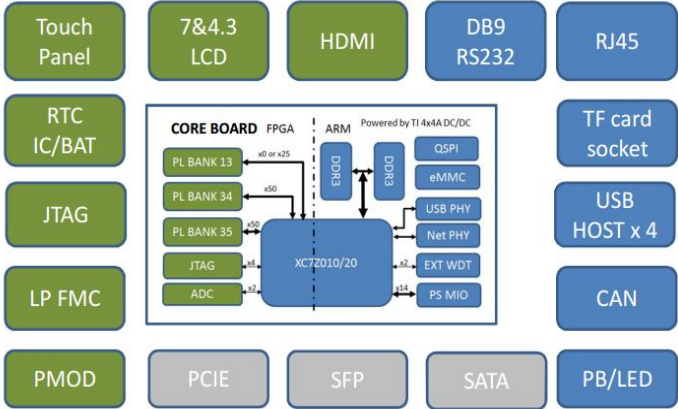 Touch
Panel
7&4.3
LCD
HDMI
DB9
RS232
RJ45
RTC
IC/BAT
JTAG
LP FMC
PMOD
CORE BOARD FPGA
ARM
Powered by TI 4x4A DC/DC
PL BANK 13
x0 or x25
PL BANK 34
x50
PL BANK 35
x50
JTAG
x4
ADC
x2
XC7Z010/20
DDR3
DDR3
QSPI
eMMC
USB PHY
Net PHY
x2
EXT WDT
x14
PS MIO
TF card
socket
USB
HOST x 4
CAN
PCIE
SFP
SATA
PB/LED